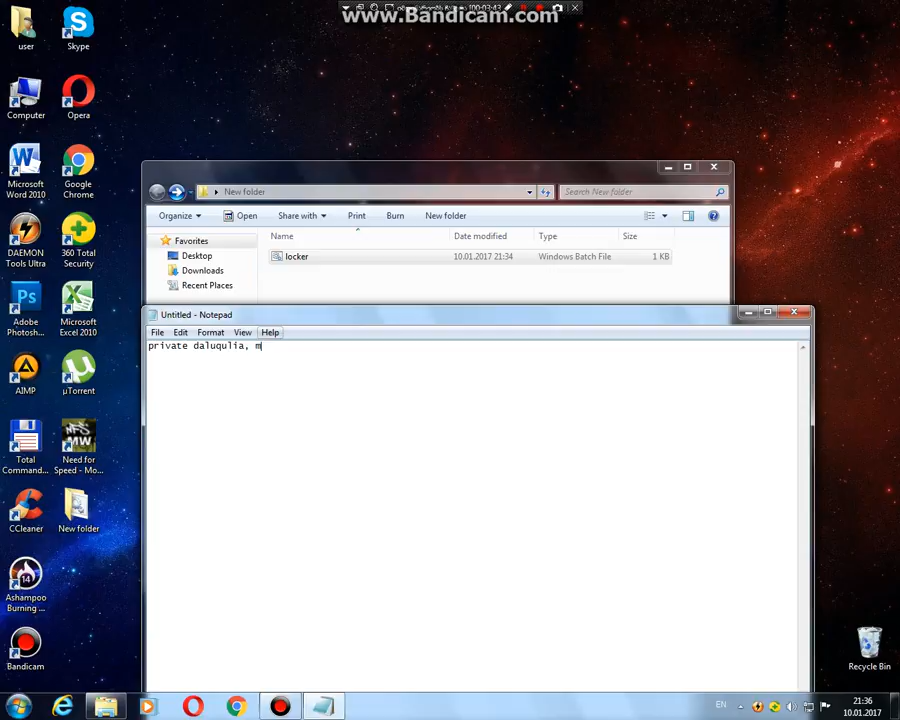 www.Bandicam.com
user
Skype
Computer
Opera
Microsoft Word 2010
Google Chrome
DAEMON Tools Ultra
360 Total Security
Adobe Photosh...
Microsoft Excel 2010
AIMP
µTorrent
Total Command...
Need for Speed - Mo...
CCleaner
New folder
Ashampoo Burning ...
Bandicam
Recycle Bin
New folder
Search New folder
Organize
Open
Share with
Print
Burn
New folder
Favorites
Desktop
Downloads
Recent Places
Name
Date modified
Type
Size
locker
10.01.2017 21:34
Windows Batch File
1 KB
Untitled - Notepad
File
Edit
Format
View
Help
private daluqulia, m
EN
21:36
10.01.2017